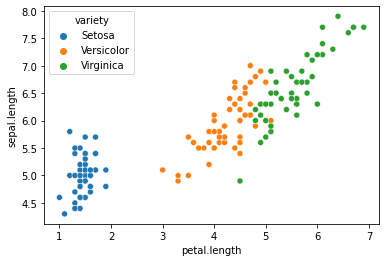 variety
Setosa
Versicolor
Virginica
8.0
7.5
7.0
6.5
6.0
5.5
5.0
4.5
sepal.length
1 2 3 4 5 6 7
petal.length